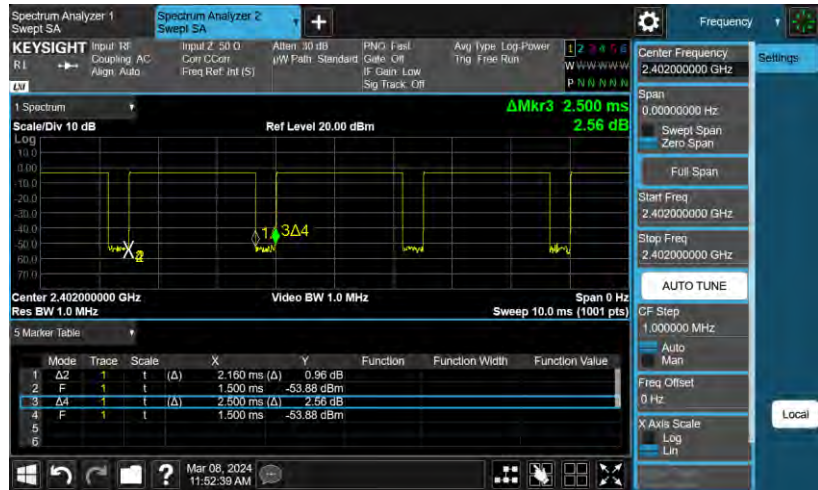 Spectrum Analyzer 1
Swept SA
Spectrum Analyzer 2
Swept SA
+
Frequency
KEYSIGHT
RL
LXI
Input: RF
Coupling: AC
Align: Auto
Input Z: 50 Ω
Corr CCorr
Freq Ref: Int (S)
Atten: 30 dB
µW Path: Standard
PNO: Fast
Gate: Off
IF Gain: Low
Sig Track: Off
Avg Type: Log-Power
Trig: Free Run
1 2 3 4 5 6
W W W W W W
P N N N N N
1 Spectrum
ΔMkr3 2.500 ms
2.56 dB
Scale/Div 10 dB
Ref Level 20.00 dBm
Log
10.0
0.00
-10.0
-20.0
-30.0
-40.0
-50.0
-60.0
-70.0
2
1
3Δ4
Center 2.402000000 GHz
Res BW 1.0 MHz
Video BW 1.0 MHz
Span 0 Hz
Sweep 10.0 ms (1001 pts)
5 Marker Table
Mode Trace Scale X Y Function Function Width Function Value
1 Δ2 1 t (Δ) 2.160 ms (Δ) 0.96 dB
2 F 1 t 1.500 ms -53.88 dBm
3 Δ4 1 t (Δ) 2.500 ms (Δ) 2.56 dB
4 F 1 t 1.500 ms -53.88 dBm
5
6
Mar 08, 2024
11:52:39 AM
?
Center Frequency
2.402000000 GHz
Settings
Span
0.00000000 Hz
Swept Span
Zero Span
Full Span
Start Freq
2.402000000 GHz
Stop Freq
2.402000000 GHz
AUTO TUNE
CF Step
1.000000 MHz
Auto
Man
Freq Offset
0 Hz
X Axis Scale
Log
Lin
Local